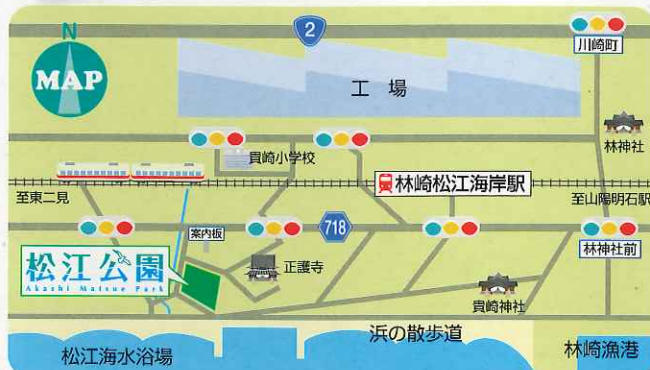 N
MAP
2
川崎町
工場
林神社
貴崎小学校
林崎松江海岸駅
至東二見
至山陽明石駅
718
案内板
林神社前
松江公園
Akashi Matsue Park
正護寺
貴崎神社
浜の散歩道
松江海水浴場
林崎漁港